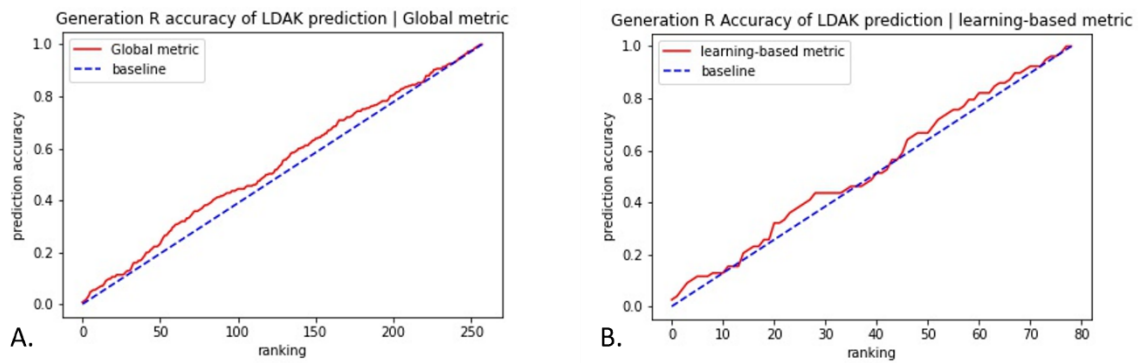 Generation R accuracy of LDAK prediction | Global metric
Global metric
baseline
1.0
0.8
0.6
0.4
0.2
0.0
prediction accuracy
0
50
100
150
200
250
ranking
A.
Generation R Accuracy of LDAK prediction | learning-based metric
learning-based metric
baseline
1.0
0.8
0.6
0.4
0.2
0.0
prediction accuracy
0
10
20
30
40
50
60
70
80
ranking
B.